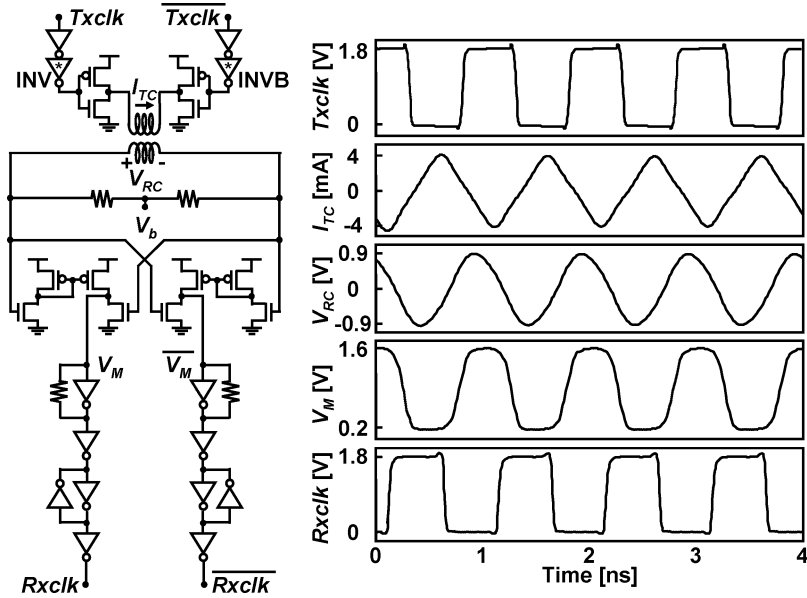 Txclk
Txclk
INV
*
*
INVB
I_TC
+
-
V_RC
V_b
V_M
V_M
Rxclk
Rxclk
Txclk [V]
1.8
0
I_TC [mA]
4
0
-4
V_RC [V]
0.9
0
-0.9
V_M [V]
1.6
0.2
Rxclk [V]
1.8
0
0 1 2 3 4
Time [ns]